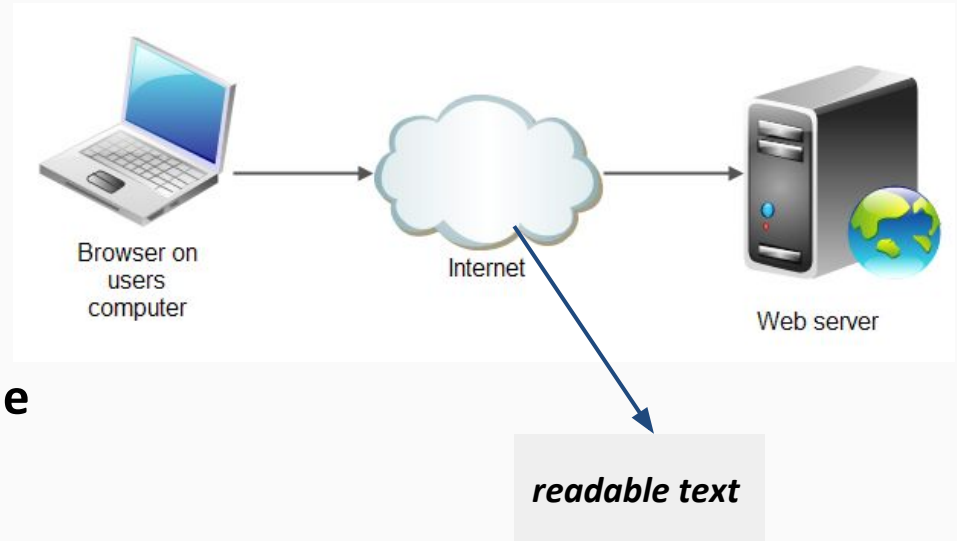 Browser on
users
computer
Internet
Web server
e
readable text